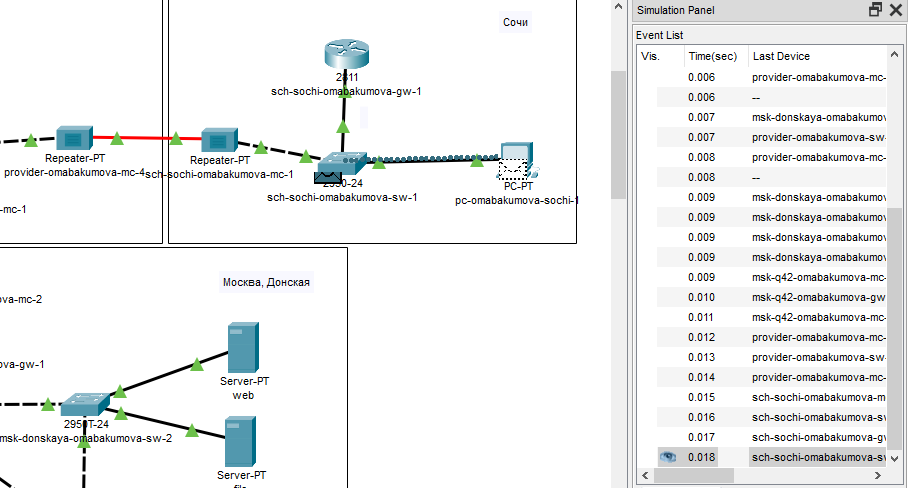 Сочи
2811
sch-sochi-omabakumova-gw-1
Repeater-PT
provider-omabakumova-mc-4
Repeater-PT
sch-sochi-omabakumova-mc-1
2950-24
sch-sochi-omabakumova-sw-1
PC-PT
pc-omabakumova-sochi-1
-mc-1
Москва, Донская
ova-mc-2
ova-gw-1
Server-PT
web
2950T-24
msk-donskaya-omabakumova-sw-2
Server-PT
file
Simulation Panel
Event List
Vis. Time(sec) Last Device
0.006 provider-omabakumova-mc-
0.006 --
0.007 msk-donskaya-omabakumov
0.007 provider-omabakumova-sw
0.008 provider-omabakumova-mc-
0.008 --
0.009 msk-donskaya-omabakumov
0.009 msk-donskaya-omabakumov
0.009 msk-donskaya-omabakumov
0.009 msk-donskaya-omabakumov
0.009 msk-q42-omabakumova-mc-
0.010 msk-q42-omabakumova-gw
0.011 msk-q42-omabakumova-mc-
0.012 provider-omabakumova-mc-
0.013 provider-omabakumova-sw
0.014 provider-omabakumova-mc-
0.015 sch-sochi-omabakumova-m
0.016 sch-sochi-omabakumova-sw
0.017 sch-sochi-omabakumova-gw
0.018 sch-sochi-omabakumova-sw